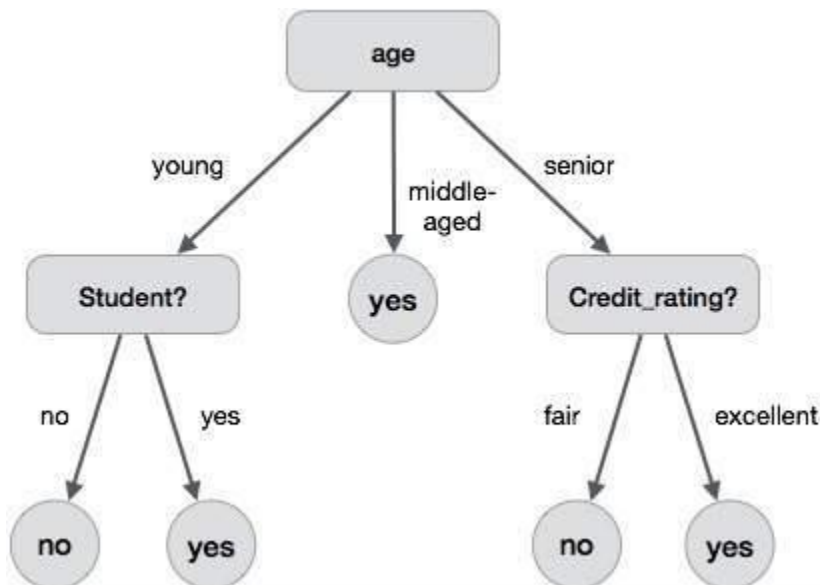 age
young
middle-
aged
senior
Student?
yes
Credit_rating?
no
yes
fair
excellent
no
yes
no
yes